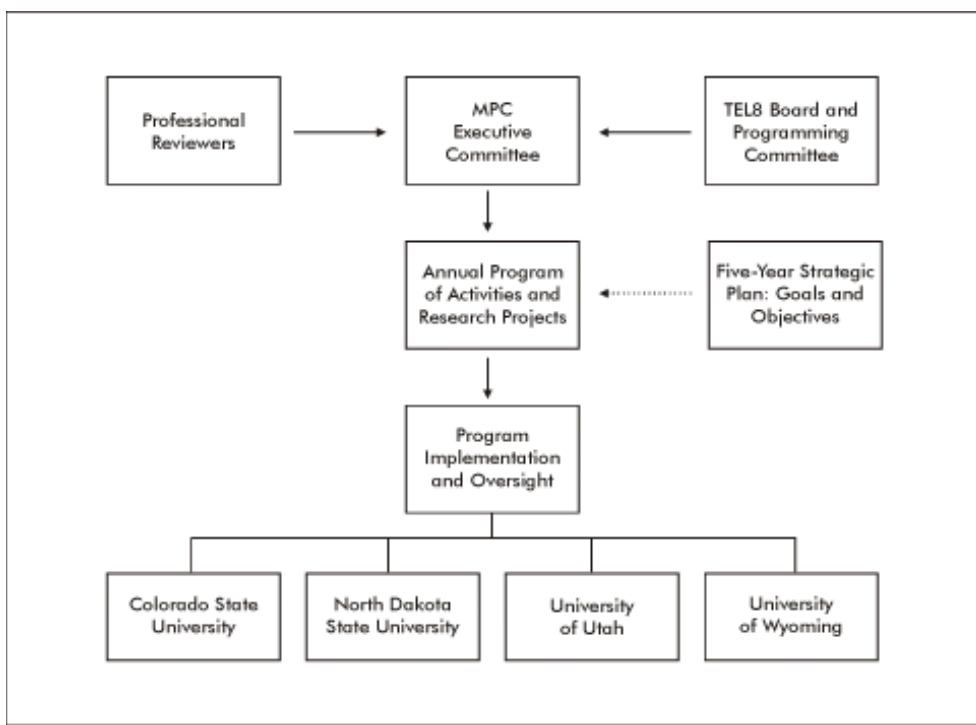 Professional
Reviewers
MPC
Executive
Committee
TEL8 Board and
Programming
Committee
Annual Program
of Activities and
Research Projects
Five-Year Strategic
Plan: Goals and
Objectives
Program
Implementation
and Oversight
Colorado State
University
North Dakota
State University
University
of Utah
University
of Wyoming